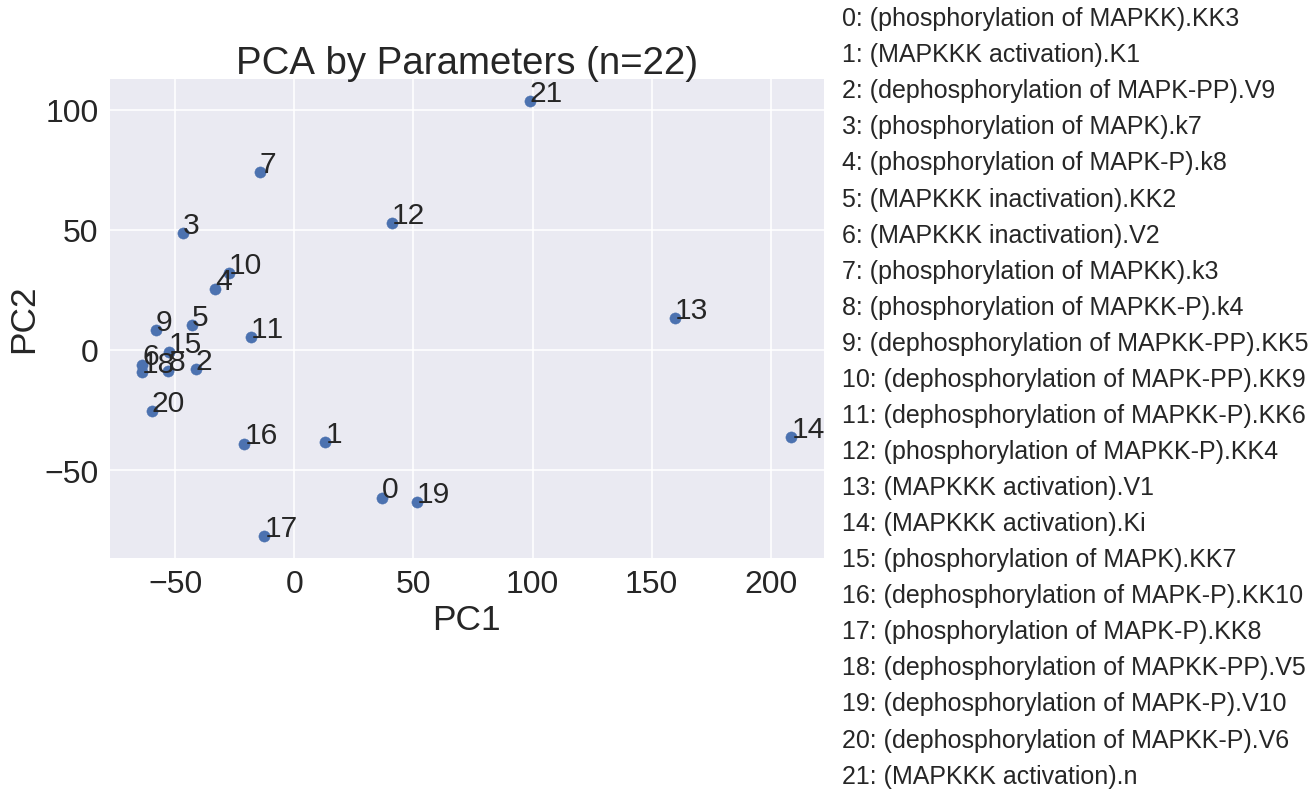 PCA by Parameters (n=22)
100
50
0
−50
PC2
21
7
12
3
10
4
13
5
9
11
15
6
18
8
2
20
14
16
1
0
19
17
−50
0
50
100
150
200
PC1
0: (phosphorylation of MAPKK).KK3
1: (MAPKKK activation).K1
2: (dephosphorylation of MAPK-PP).V9
3: (phosphorylation of MAPK).k7
4: (phosphorylation of MAPK-P).k8
5: (MAPKKK inactivation).KK2
6: (MAPKKK inactivation).V2
7: (phosphorylation of MAPKK).k3
8: (phosphorylation of MAPKK-P).k4
9: (dephosphorylation of MAPKK-PP).KK5
10: (dephosphorylation of MAPK-PP).KK9
11: (dephosphorylation of MAPKK-P).KK6
12: (phosphorylation of MAPKK-P).KK4
13: (MAPKKK activation).V1
14: (MAPKKK activation).Ki
15: (phosphorylation of MAPK).KK7
16: (dephosphorylation of MAPK-P).KK10
17: (phosphorylation of MAPK-P).KK8
18: (dephosphorylation of MAPKK-PP).V5
19: (dephosphorylation of MAPK-P).V10
20: (dephosphorylation of MAPKK-P).V6
21: (MAPKKK activation).n